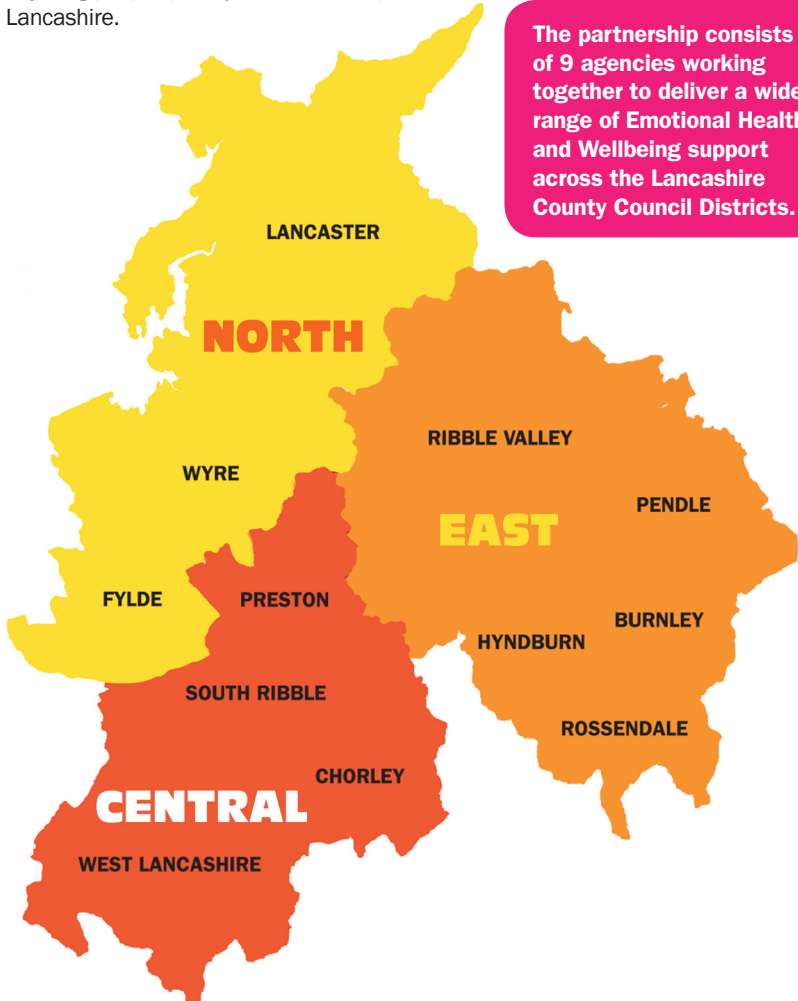 Lancashire.
The partnership consists
of 9 agencies working
together to deliver a wide
range of Emotional Health
and Wellbeing support
across the Lancashire
County Council Districts.
LANCASTER
NORTH
RIBBLE VALLEY
WYRE
PENDLE
EAST
FYLDE
PRESTON
BURNLEY
HYNDBURN
SOUTH RIBBLE
ROSSENDALE
CHORLEY
CENTRAL
WEST LANCASHIRE